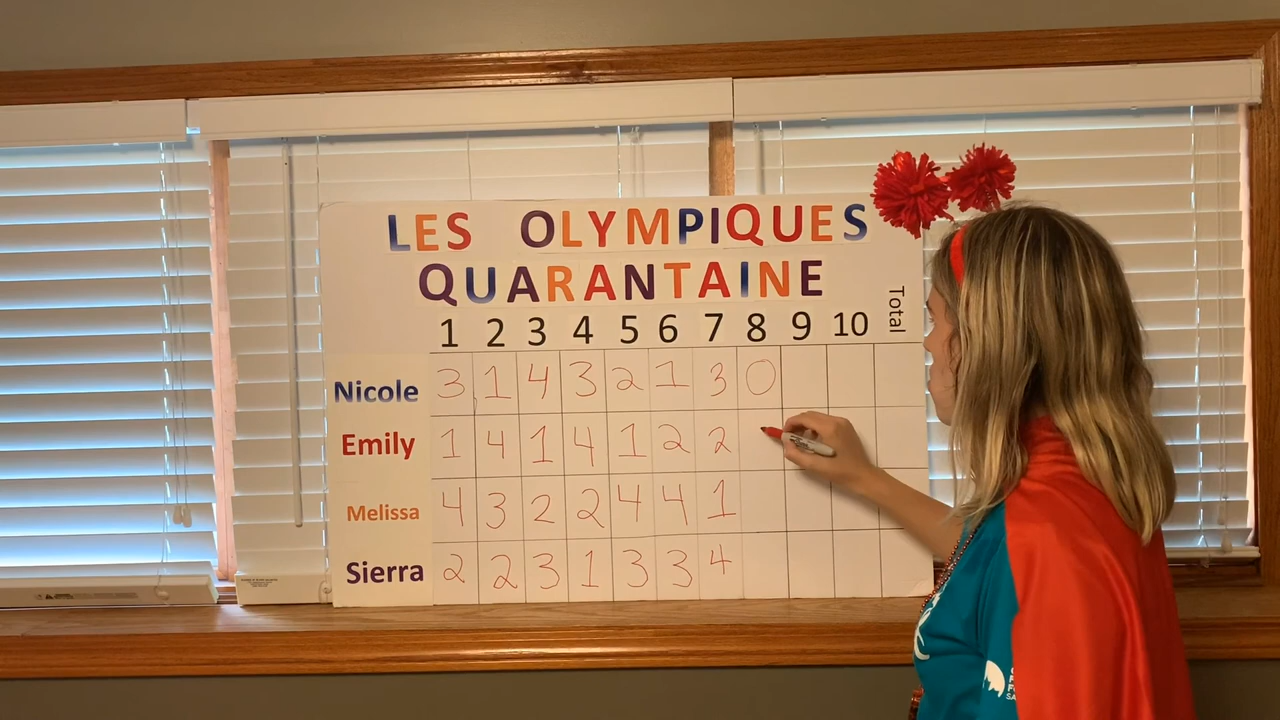 LES OLYMPIQUES
QUARANTAINE
1 2 3 4 5 6 7 8 9 10 Total
Nicole 3 1 4 3 2 1 3 0
Emily 1 4 1 4 1 2 2
Melissa 4 3 2 2 4 4 1
Sierra 2 2 3 1 3 3 4